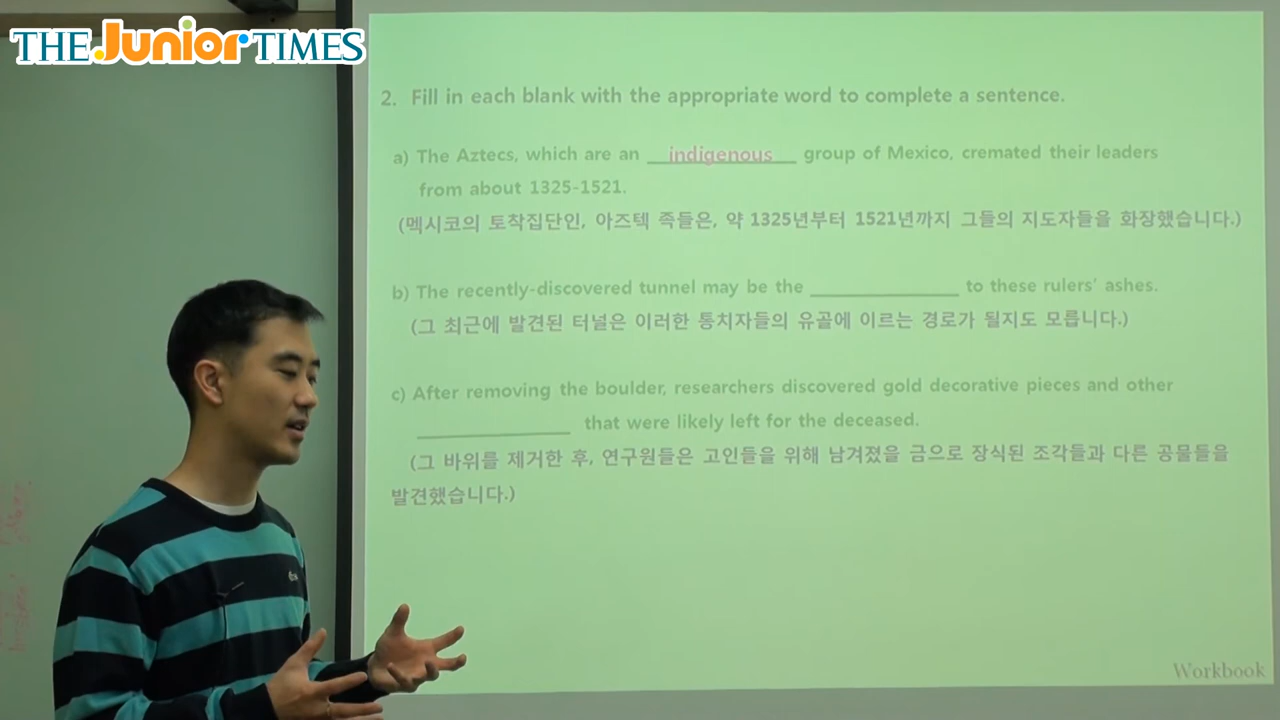 THE Junior TIMES
2. Fill in each blank with the appropriate word to complete a sentence.
a) The Aztecs, which are an indigenous group of Mexico, cremated their leaders
from about 1325-1521.
(멕시코의 토착집단인, 아즈텍 족들은, 약 1325년부터 1521년까지 그들의 지도자들을 화장했습니다.)
b) The recently-discovered tunnel may be the ____________ to these rulers' ashes.
(그 최근에 발견된 터널은 이러한 통치자들의 유골에 이르는 경로가 될지도 모릅니다.)
c) After removing the boulder, researchers discovered gold decorative pieces and other
____________ that were likely left for the deceased.
(그 바위를 제거한 후, 연구원들은 고인들을 위해 남겨졌을 금으로 장식된 조각들과 다른 공물들을
발견했습니다.)
Workbook